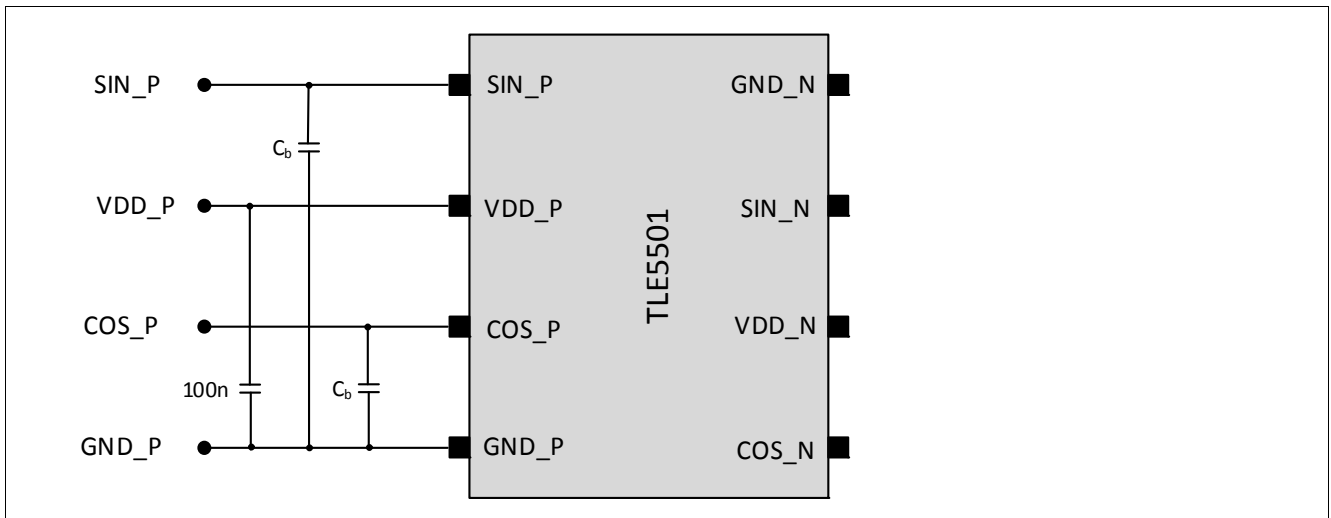 SIN_P
SIN_P
GND_N
C_b
VDD_P
VDD_P
SIN_N
TLE5501
COS_P
COS_P
VDD_N
100n
C_b
GND_P
GND_P
COS_N